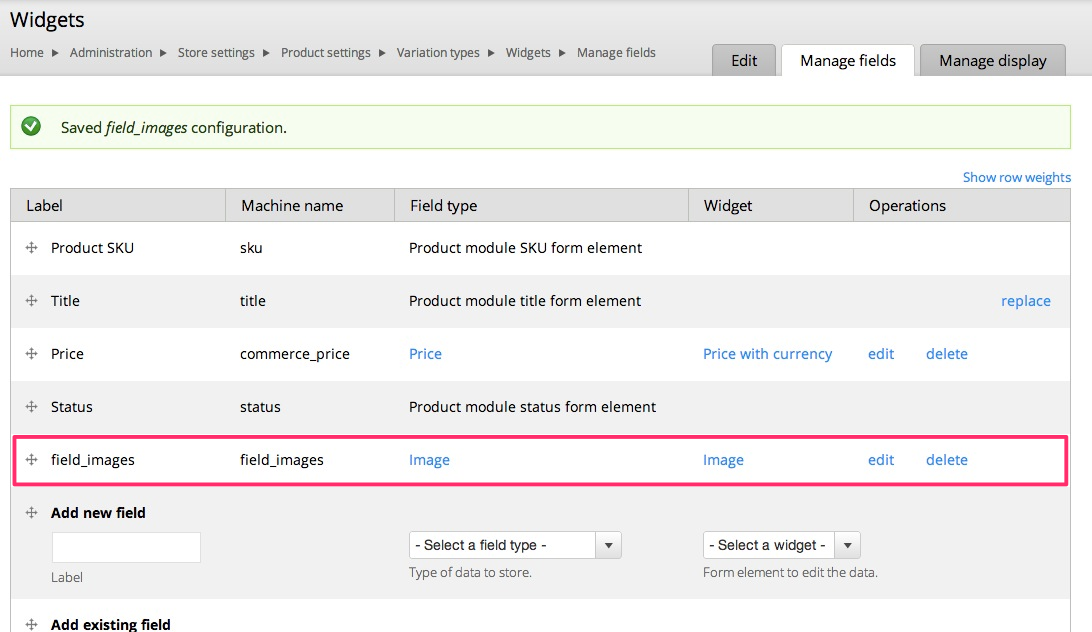 Widgets
Home ▶ Administration ▶ Store settings ▶ Product settings ▶ Variation types ▶ Widgets ▶ Manage fields
Edit Manage fields Manage display
Saved field_images configuration.
Show row weights
Label Machine name Field type Widget Operations
Product SKU sku Product module SKU form element
Title title Product module title form element replace
Price commerce_price Price Price with currency edit delete
Status status Product module status form element
field_images field_images Image Image edit delete
Add new field
- Select a field type - - Select a widget -
Label Type of data to store. Form element to edit the data.
Add existing field